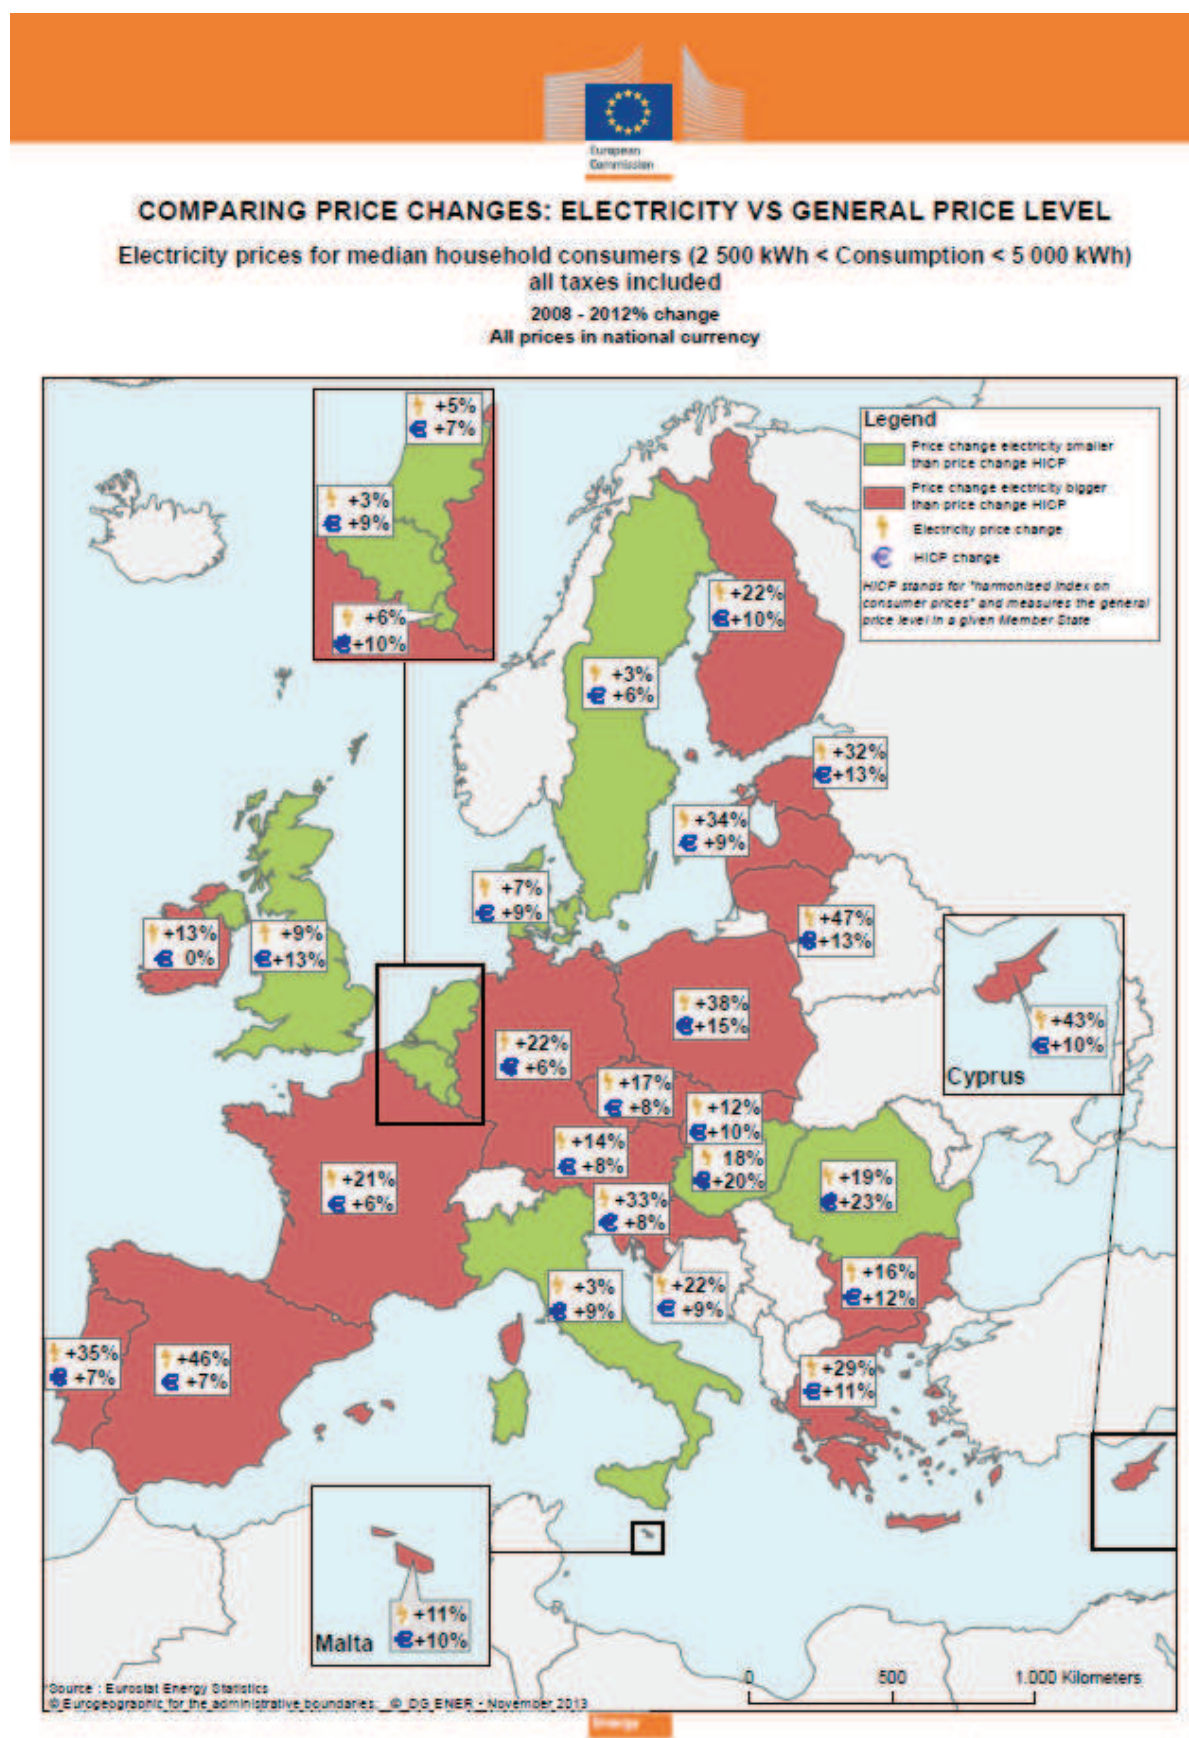 European
Commission
COMPARING PRICE CHANGES: ELECTRICITY VS GENERAL PRICE LEVEL
Electricity prices for median household consumers (2 500 kWh < Consumption < 5 000 kWh)
all taxes included
2008 - 2012% change
All prices in national currency
Legend
Price change electricity smaller
than price change HICP
Price change electricity bigger
than price change HICP
Electricity price change
€ HICP change
HICP stands for "harmonised index on
consumer prices" and measures the general
price level in a given Member State
+5%
€ +7%
+3%
€ +9%
+6%
€+10%
+22%
€+10%
+3%
€ +6%
+32%
€+13%
+34%
€ +9%
+7%
€ +9%
+47%
€+13%
+13%
€ 0%
+9%
€+13%
+38%
€+15%
+22%
€ +6%
+43%
€+10%
Cyprus
+17%
€ +8%
+12%
€+10%
+14%
€ +8%
18%
€+20%
+21%
€ +6%
+19%
€+23%
+33%
€ +8%
+3%
€ +9%
+22%
€ +9%
+16%
€+12%
+35%
€ +7%
+46%
€ +7%
+29%
€+11%
+11%
€+10%
Malta
0 500 1.000 Kilometers
*Source : Eurostat Energy Statistics
© Eurogeographic for the administrative boundaries. © DG ENER - November 2013
Energy